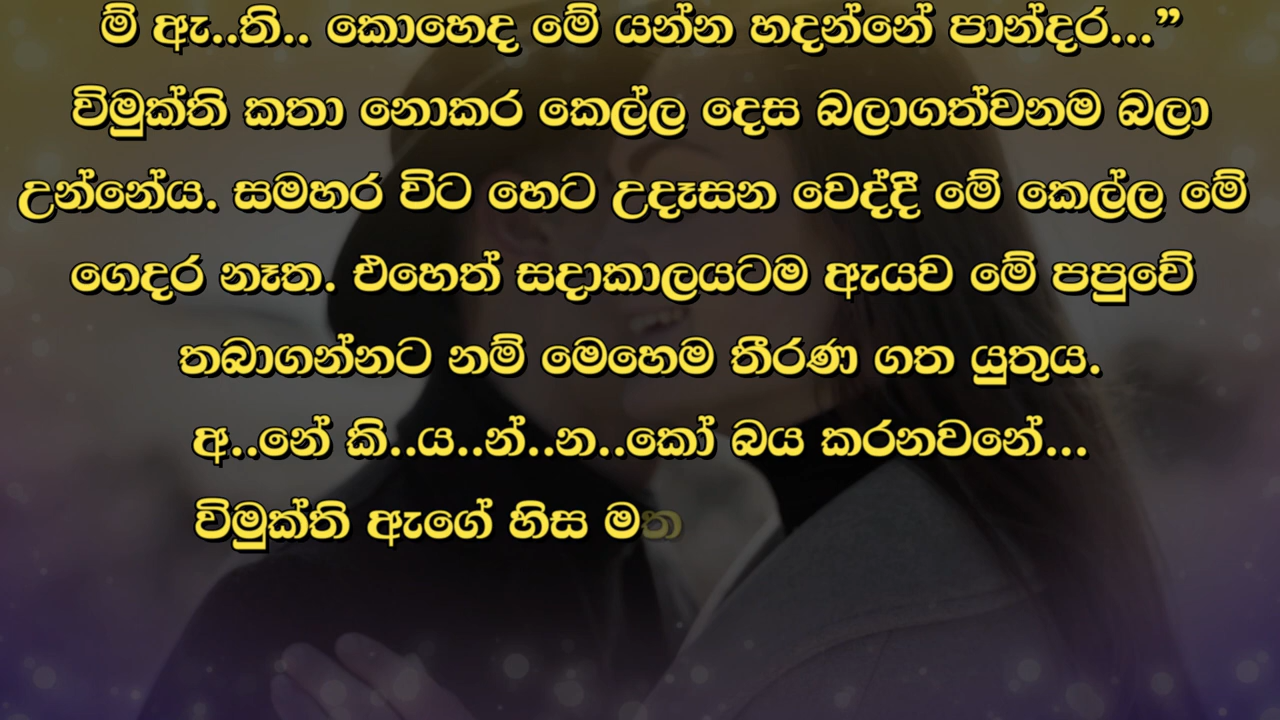 ම් ඇ..ති.. කොහෙද මේ යන්න හදන්නේ පාන්දර...”
විමුක්ති කතා නොකර කෙල්ල දෙස බලාගත්වනම බලා
උන්නේය. සමහර විට හෙට උදෑසන වෙද්දී මේ කෙල්ල මේ
ගෙදර නෑත. එහෙත් සදාකාලයටම ඇයව මේ පපුවේ
තබාගන්නට නම් මෙහෙම තීරණ ගත යුතුය.
අ..නේ කි..ය..න්..න..කෝ බය කරනවනේ...
විමුක්ති ඇගේ හිස මත